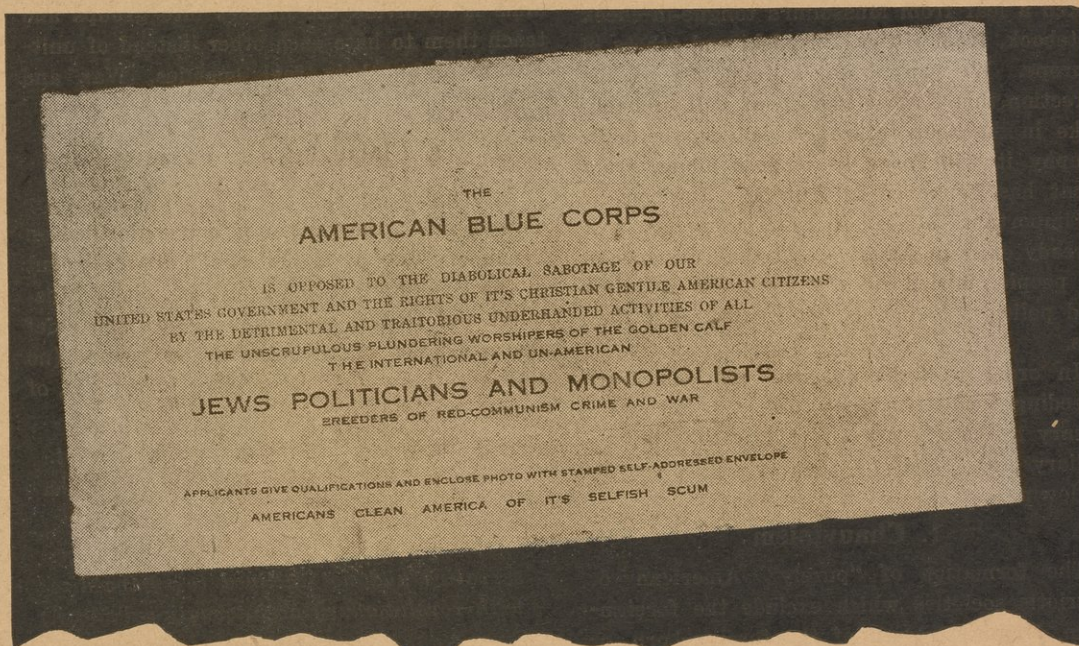 THE
AMERICAN BLUE CORPS
IS OPPOSED TO THE DIABOLICAL SABOTAGE OF OUR
UNITED STATES GOVERNMENT AND THE RIGHTS OF IT'S CHRISTIAN GENTILE AMERICAN CITIZENS
BY THE DETRIMENTAL AND TRAITORIOUS UNDERHANDED ACTIVITIES OF ALL
THE UNSCRUPULOUS PLUNDERING WORSHIPERS OF THE GOLDEN CALF
THE INTERNATIONAL AND UN-AMERICAN
JEWS POLITICIANS AND MONOPOLISTS
BREEDERS OF RED-COMMUNISM CRIME AND WAR
APPLICANTS GIVE QUALIFICATIONS AND ENCLOSE PHOTO WITH STAMPED SELF-ADDRESSED ENVELOPE
AMERICANS CLEAN AMERICA OF IT'S SELFISH SCUM